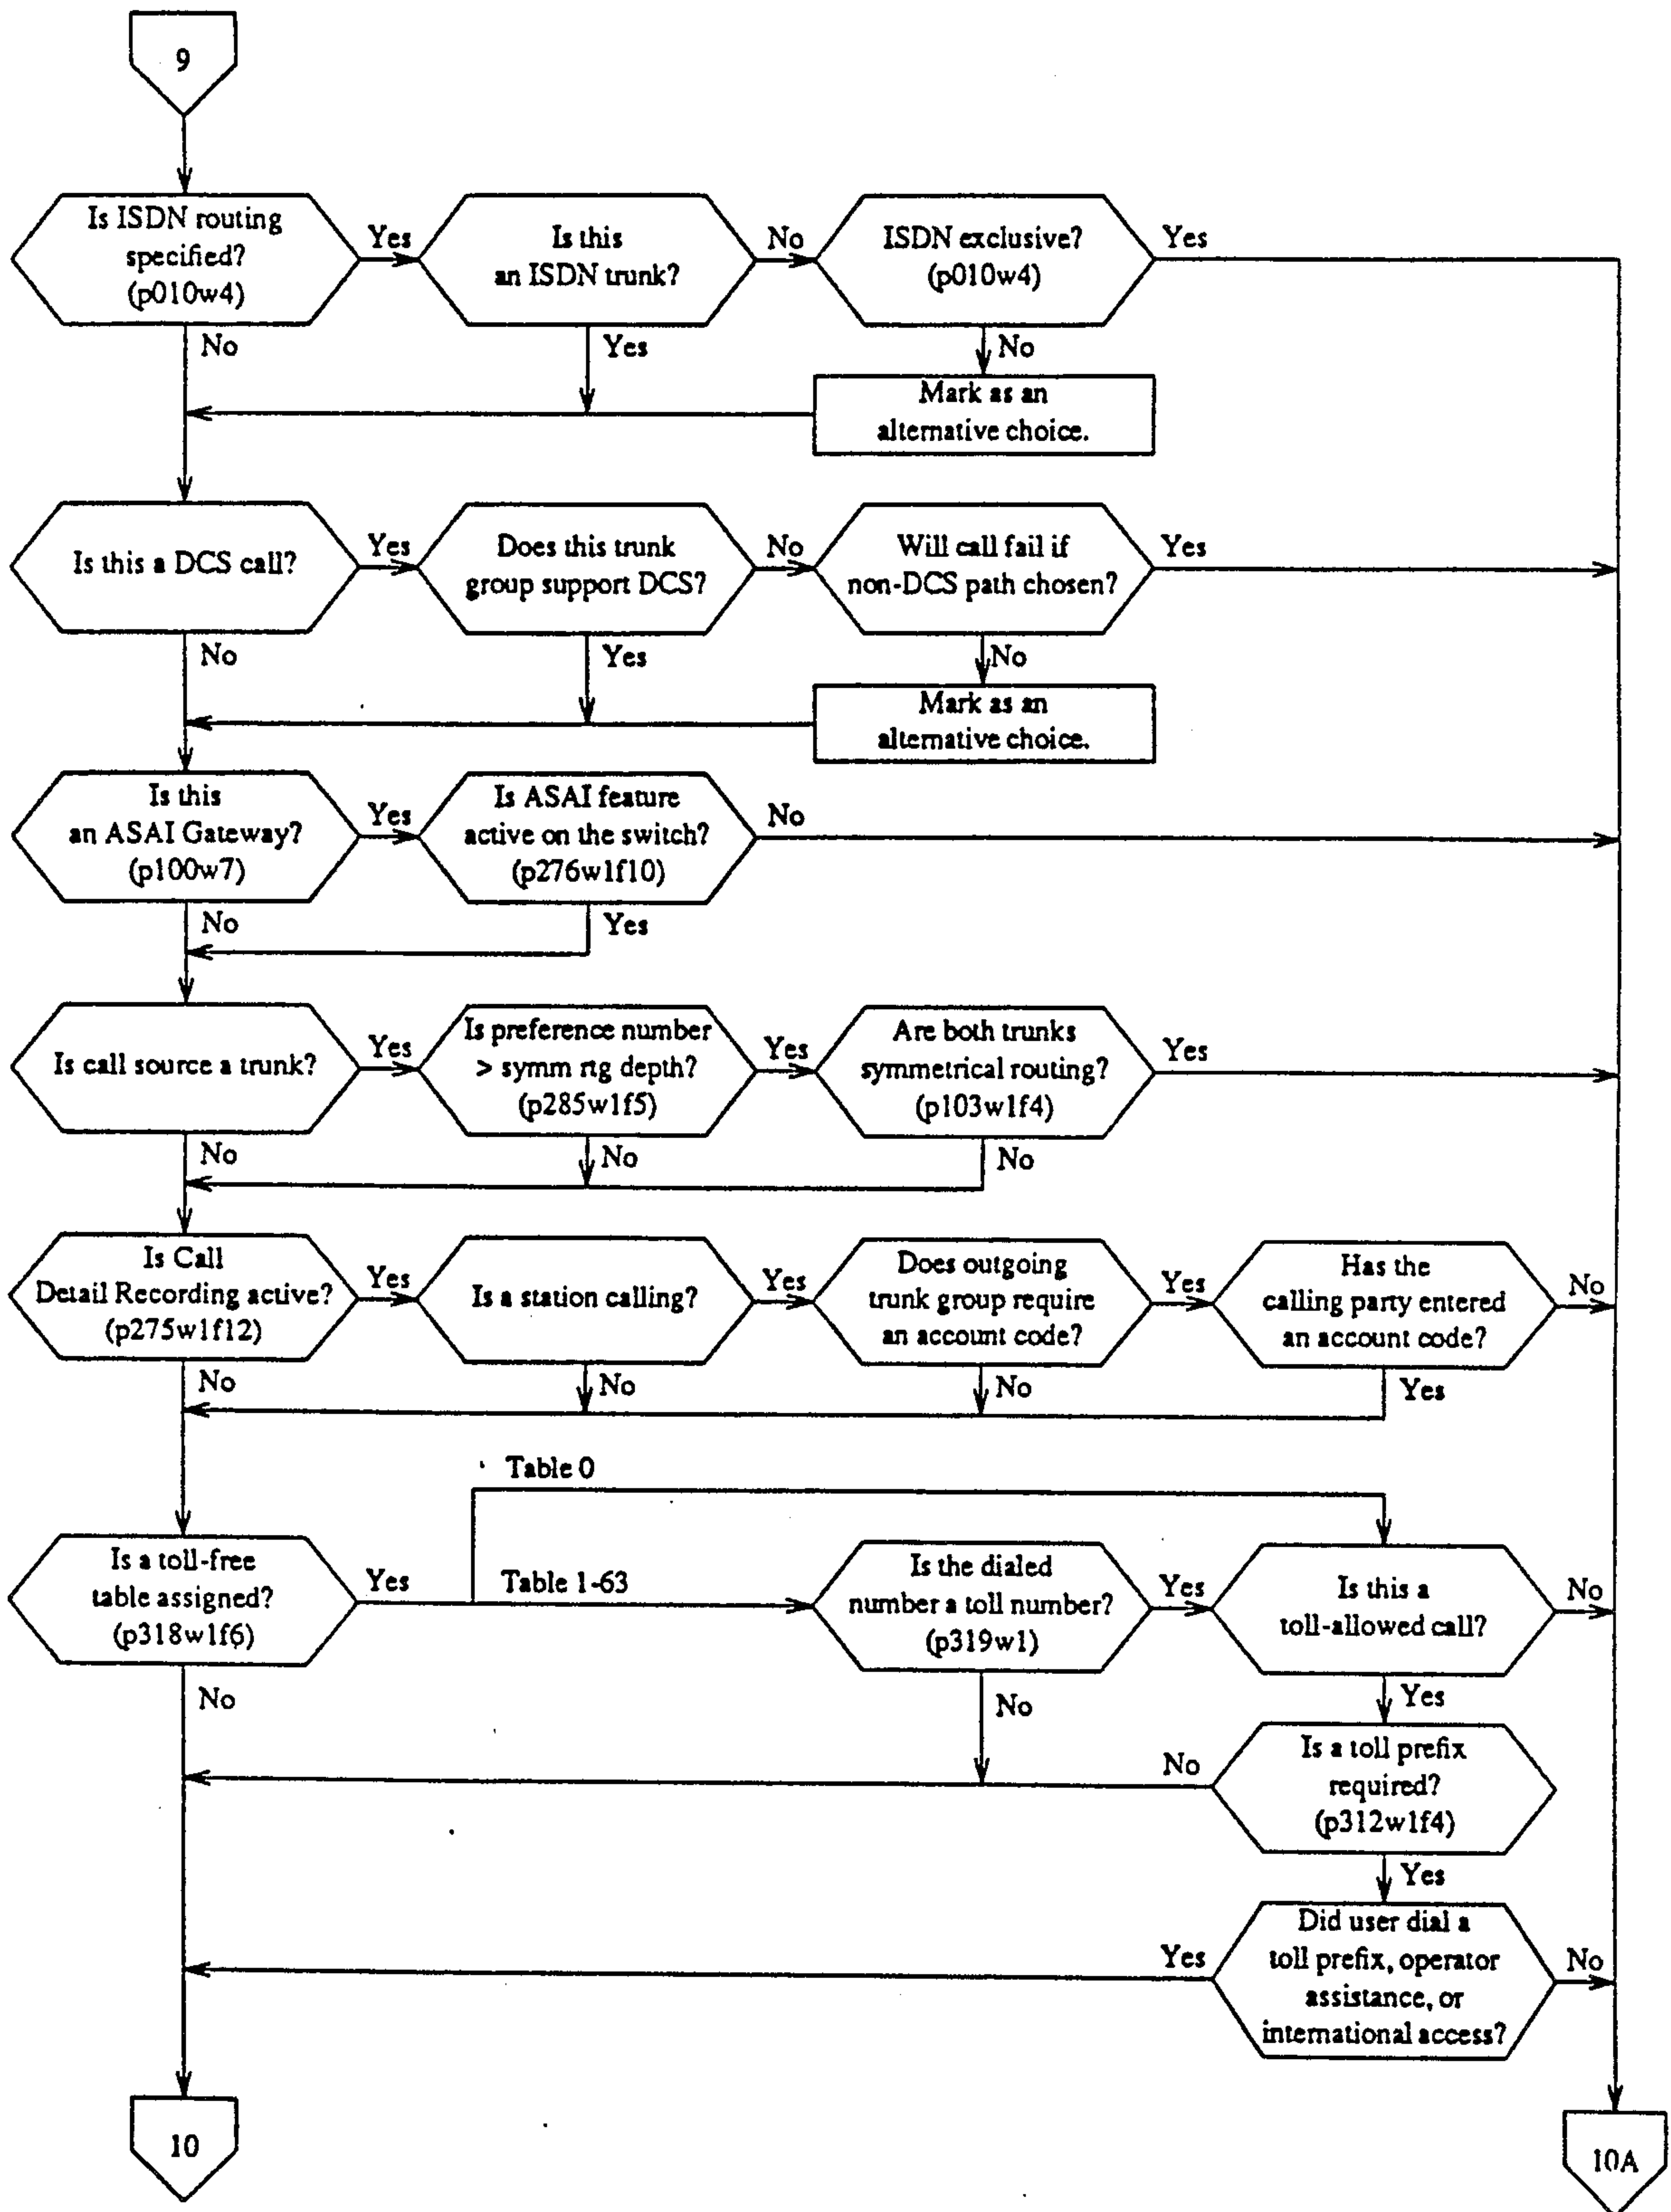 9
Is ISDN routing
specified?
(p010w4)
Yes
Is this
an ISDN trunk?
No
ISDN exclusive?
(p010w4)
Yes
No
Yes
No
Mark as an
alternative choice.
Is this a DCS call?
Yes
Does this trunk
group support DCS?
No
Will call fail if
non-DCS path chosen?
Yes
No
Yes
No
Mark as an
alternative choice.
Is this
an ASAI Gateway?
(p100w7)
Yes
Is ASAI feature
active on the switch?
(p276w1f10)
No
No
Yes
Is call source a trunk?
Yes
Is preference number
> symm rtg depth?
(p285w1f5)
Yes
Are both trunks
symmetrical routing?
(p103w1f4)
Yes
No
No
No
Is Call
Detail Recording active?
(p275w1f12)
Yes
Is a station calling?
Yes
Does outgoing
trunk group require
an account code?
Yes
Has the
calling party entered
an account code?
No
No
No
No
Yes
Table 0
Is a toll-free
table assigned?
(p318w1f6)
Yes
Table 1-63
Is the dialed
number a toll number?
(p319w1)
Yes
Is this a
toll-allowed call?
No
No
No
Yes
No
Is a toll prefix
required?
(p312w1f4)
Yes
Yes
Did user dial a
toll prefix, operator
assistance, or
international access?
No
10
10A